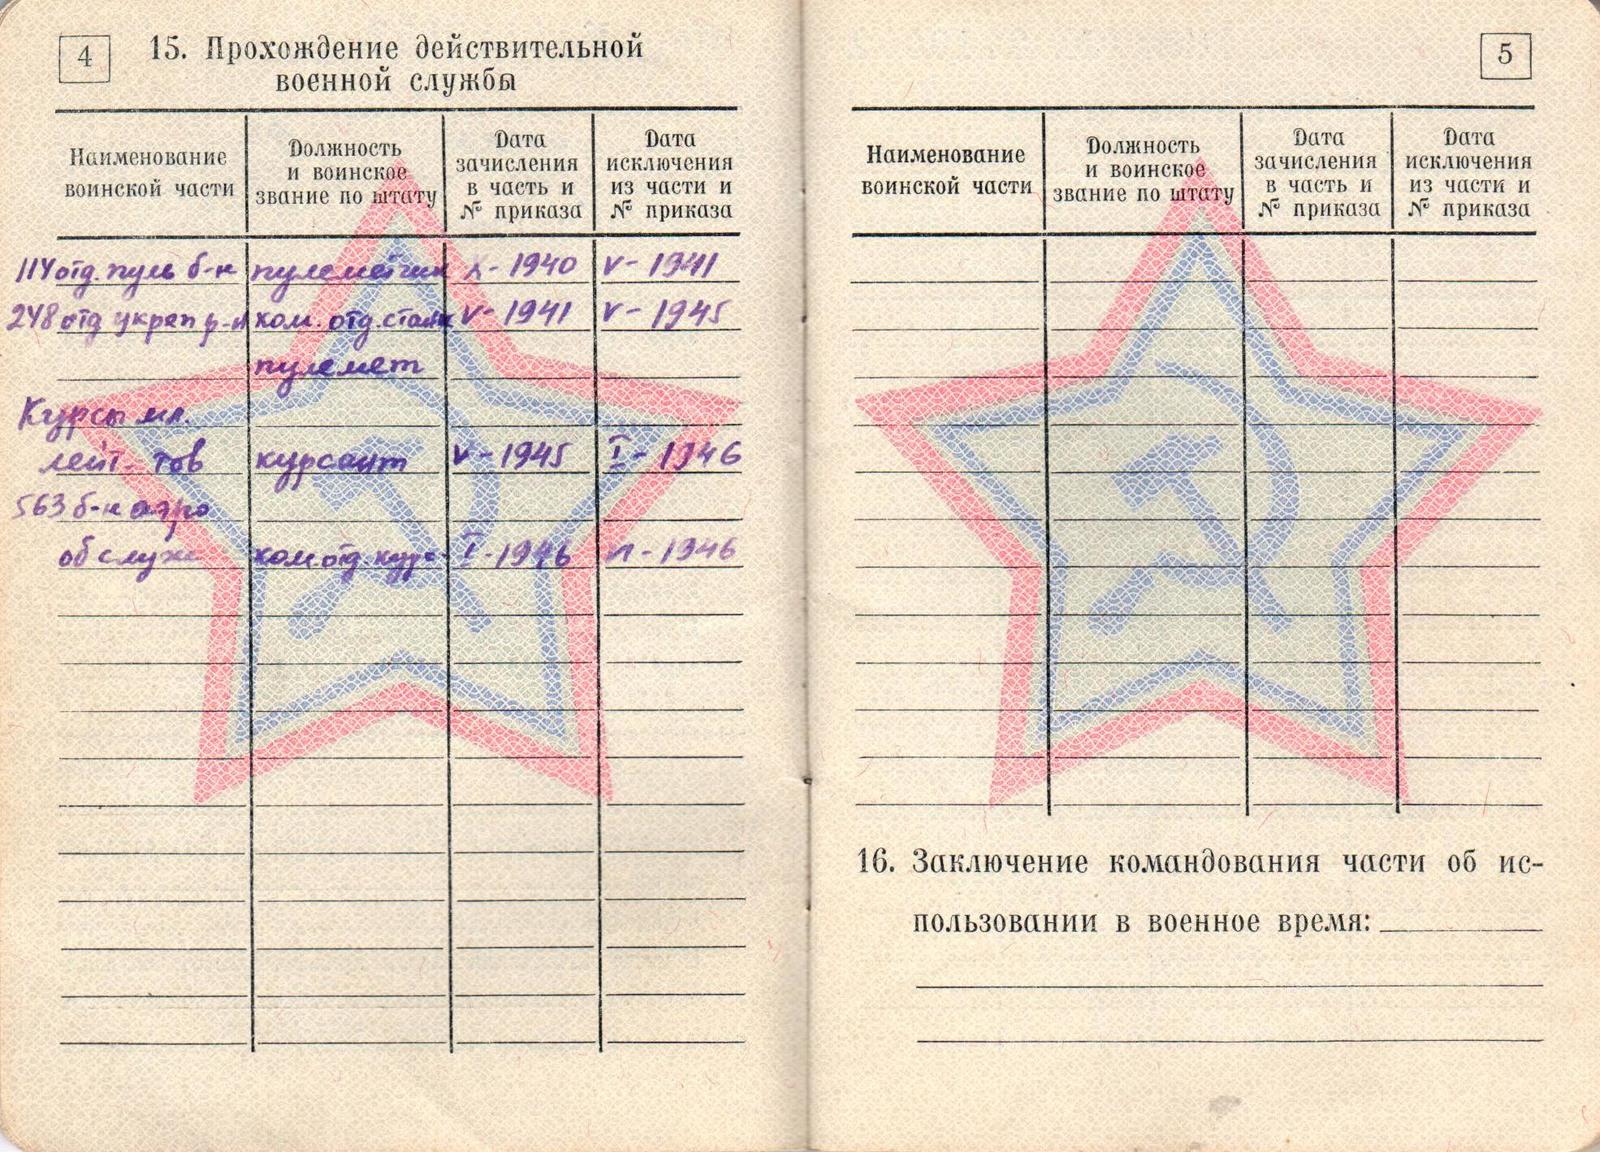 4
15. Прохождение действительной
военной службы
Наименование
воинской части
Должность
и воинское
звание по штату
Дата
зачисления
в часть и
№ приказа
Дата
исключения
из части и
№ приказа
114 отд. пуль б-н пулеметчик X - 1940 V - 1941
248 отд укреп р-н ком. отд. станк V - 1941 V - 1945
пулемет
Курсы мл.
лейт-тов курсант V - 1945 I - 1946
563 б-н аэро
обслуж ком. отд. I - 1946 - 1946
5
Наименование
воинской части
Должность
и воинское
звание по штату
Дата
зачисления
в часть и
№ приказа
Дата
исключения
из части и
№ приказа
16. Заключение командования части об ис-
пользовании в военное время: